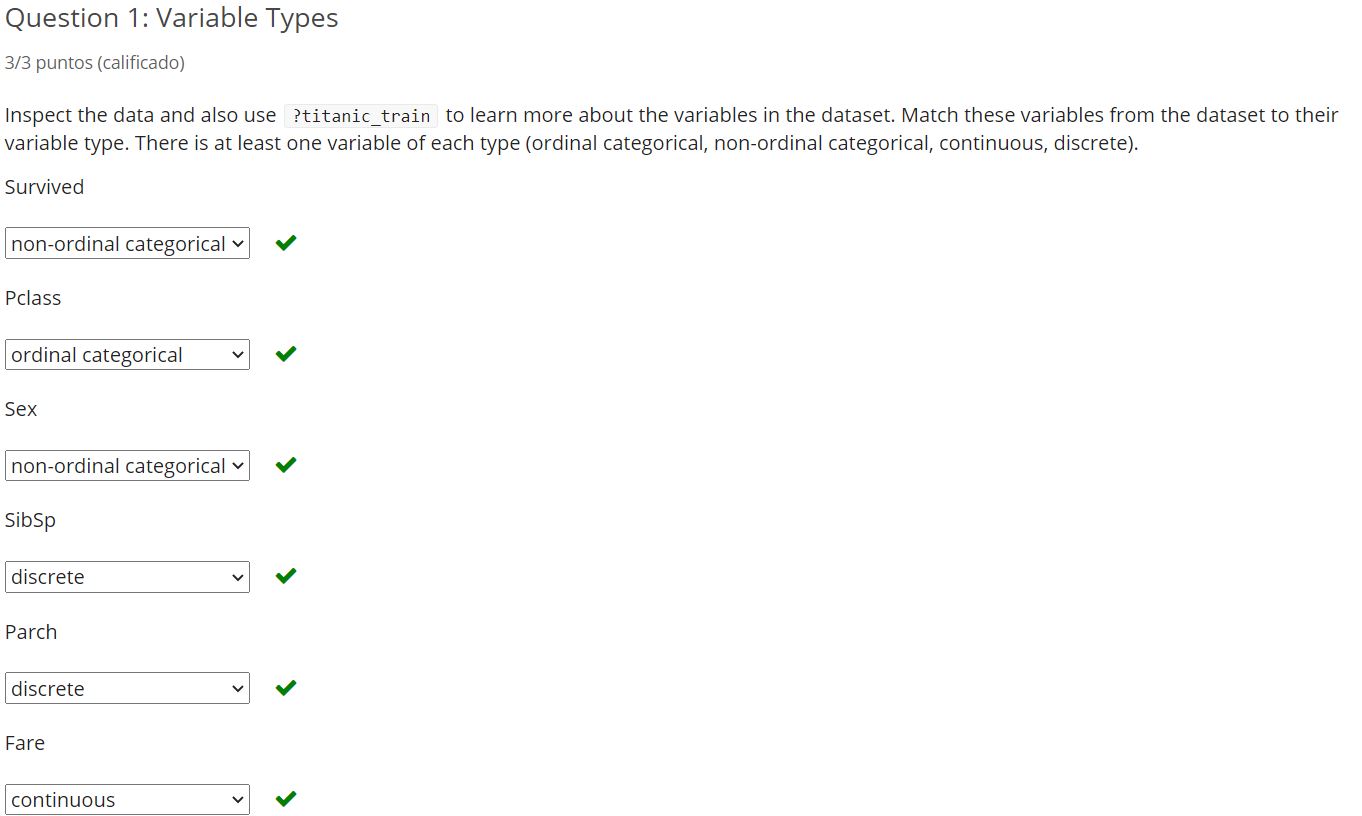 Question 1: Variable Types
3/3 puntos (calificado)
Inspect the data and also use ?titanic_train to learn more about the variables in the dataset. Match these variables from the dataset to their
variable type. There is at least one variable of each type (ordinal categorical, non-ordinal categorical, continuous, discrete).
Survived
non-ordinal categorical
Pclass
ordinal categorical
Sex
non-ordinal categorical
SibSp
discrete
Parch
discrete
Fare
continuous